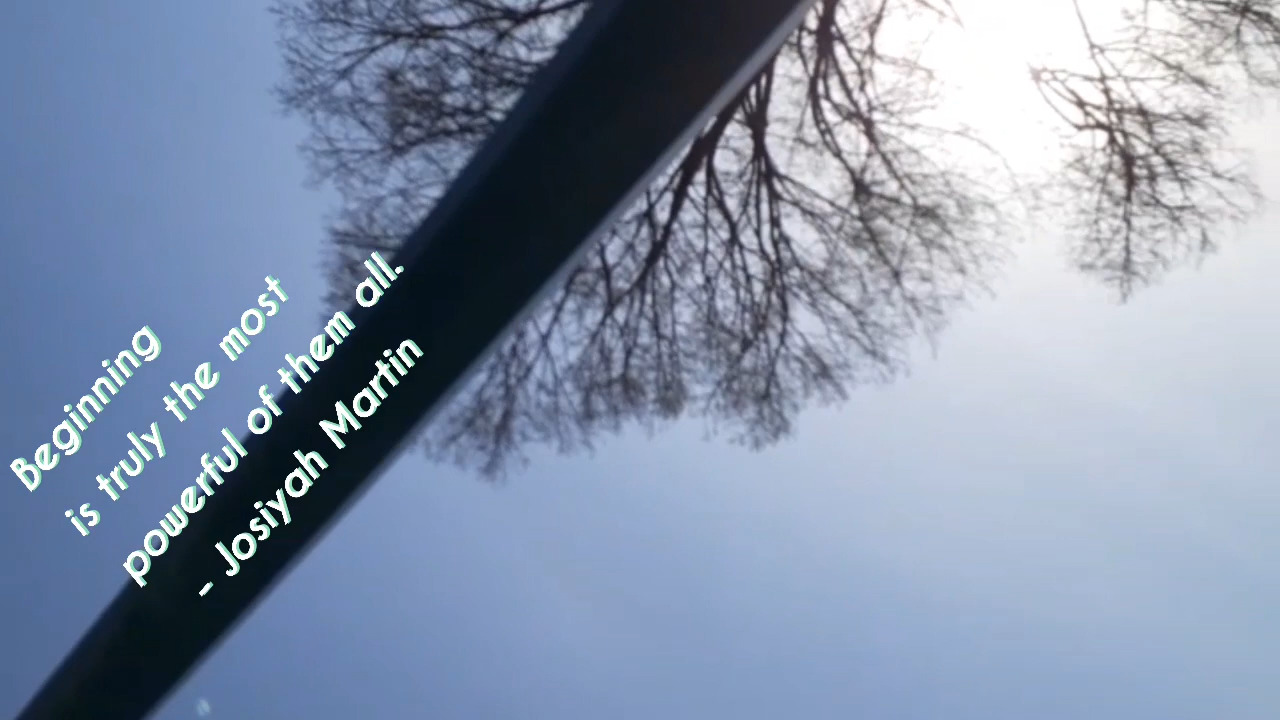 Beginning
is truly the most
powerful of them all.
- Josiyah Martin